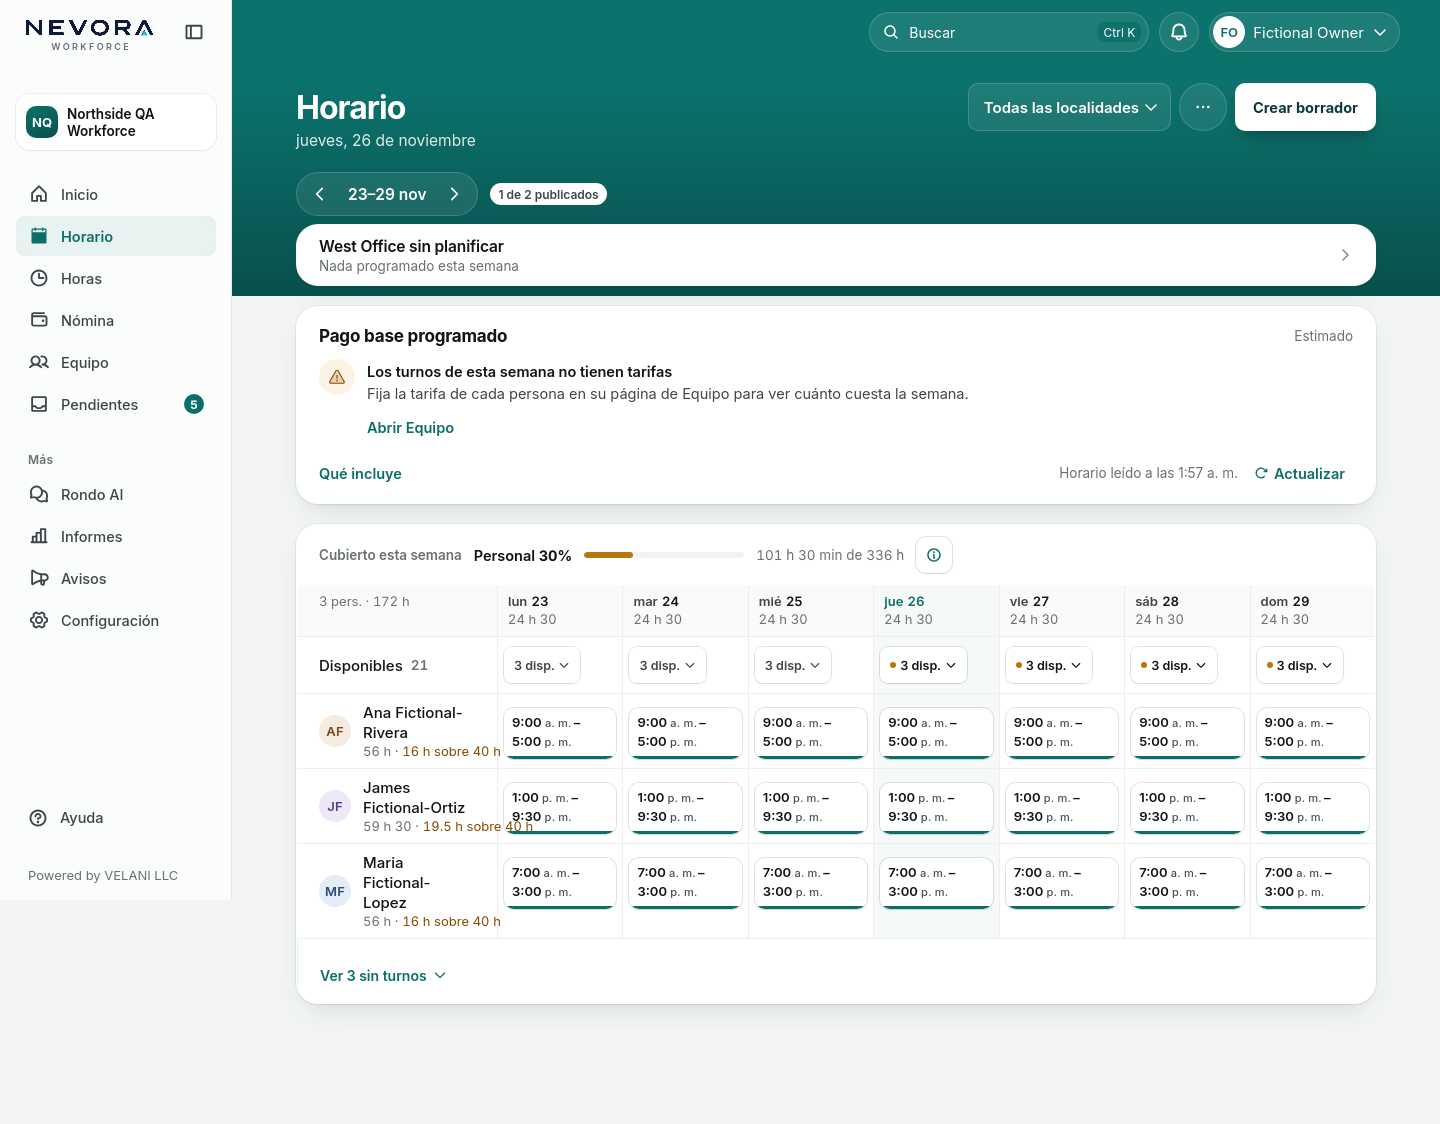 NEVORA
WORKFORCE
Buscar
Ctrl K
FO
Fictional Owner
NQ
Northside QA
Workforce
Inicio
Horario
Horas
Nómina
Equipo
Pendientes
5
Más
Rondo AI
Informes
Avisos
Configuración
Ayuda
Powered by VELANI LLC
Horario
jueves, 26 de noviembre
Todas las localidades
Crear borrador
23–29 nov
1 de 2 publicados
West Office sin planificar
Nada programado esta semana
Pago base programado
Estimado
Los turnos de esta semana no tienen tarifas
Fija la tarifa de cada persona en su página de Equipo para ver cuánto cuesta la semana.
Abrir Equipo
Qué incluye
Horario leído a las 1:57 a. m.
Actualizar
Cubierto esta semana
Personal 30%
101 h 30 min de 336 h
3 pers. · 172 h
lun 23
24 h 30
mar 24
24 h 30
mié 25
24 h 30
jue 26
24 h 30
vie 27
24 h 30
sáb 28
24 h 30
dom 29
24 h 30
Disponibles 21
3 disp.
3 disp.
3 disp.
3 disp.
3 disp.
3 disp.
3 disp.
AF
Ana Fictional-
Rivera
56 h · 16 h sobre 40 h
9:00 a. m. –
5:00 p. m.
9:00 a. m. –
5:00 p. m.
9:00 a. m. –
5:00 p. m.
9:00 a. m. –
5:00 p. m.
9:00 a. m. –
5:00 p. m.
9:00 a. m. –
5:00 p. m.
9:00 a. m. –
5:00 p. m.
JF
James
Fictional-Ortiz
59 h 30 · 19.5 h sobre 40 h
1:00 p. m. –
9:30 p. m.
1:00 p. m. –
9:30 p. m.
1:00 p. m. –
9:30 p. m.
1:00 p. m. –
9:30 p. m.
1:00 p. m. –
9:30 p. m.
1:00 p. m. –
9:30 p. m.
1:00 p. m. –
9:30 p. m.
MF
Maria
Fictional-
Lopez
56 h · 16 h sobre 40 h
7:00 a. m. –
3:00 p. m.
7:00 a. m. –
3:00 p. m.
7:00 a. m. –
3:00 p. m.
7:00 a. m. –
3:00 p. m.
7:00 a. m. –
3:00 p. m.
7:00 a. m. –
3:00 p. m.
7:00 a. m. –
3:00 p. m.
Ver 3 sin turnos